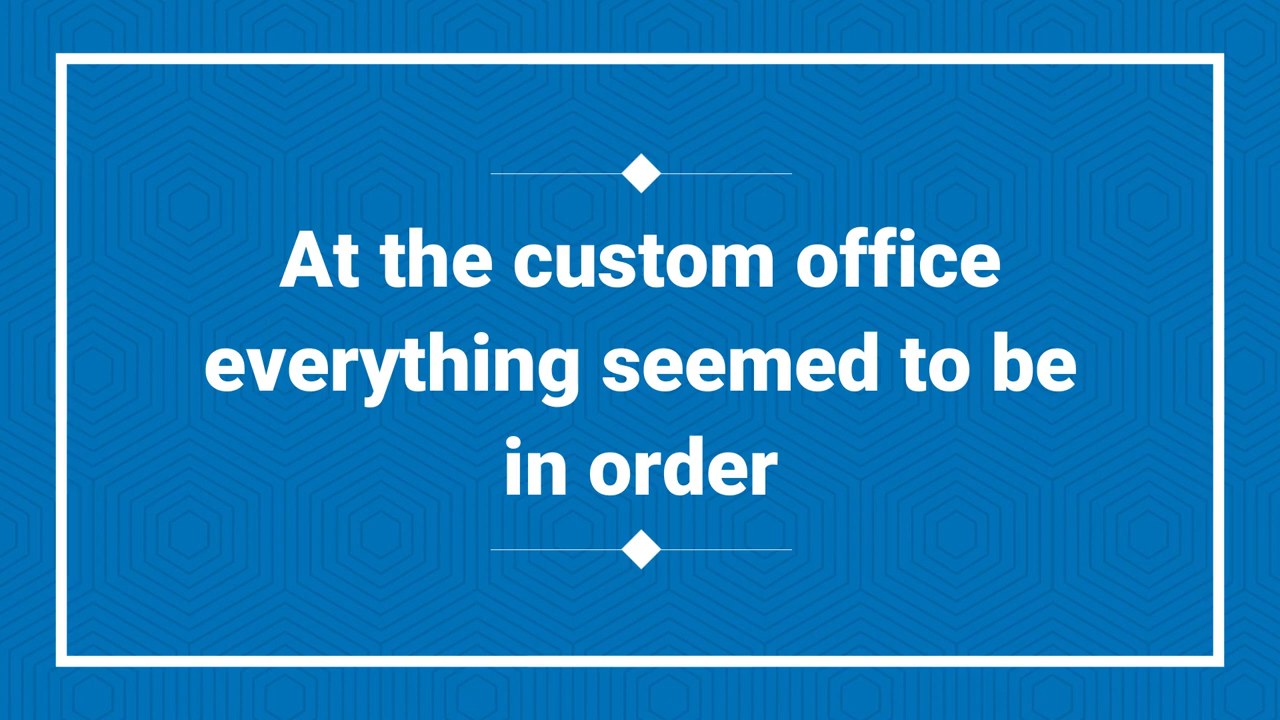 At the custom office
everything seemed to be
in order